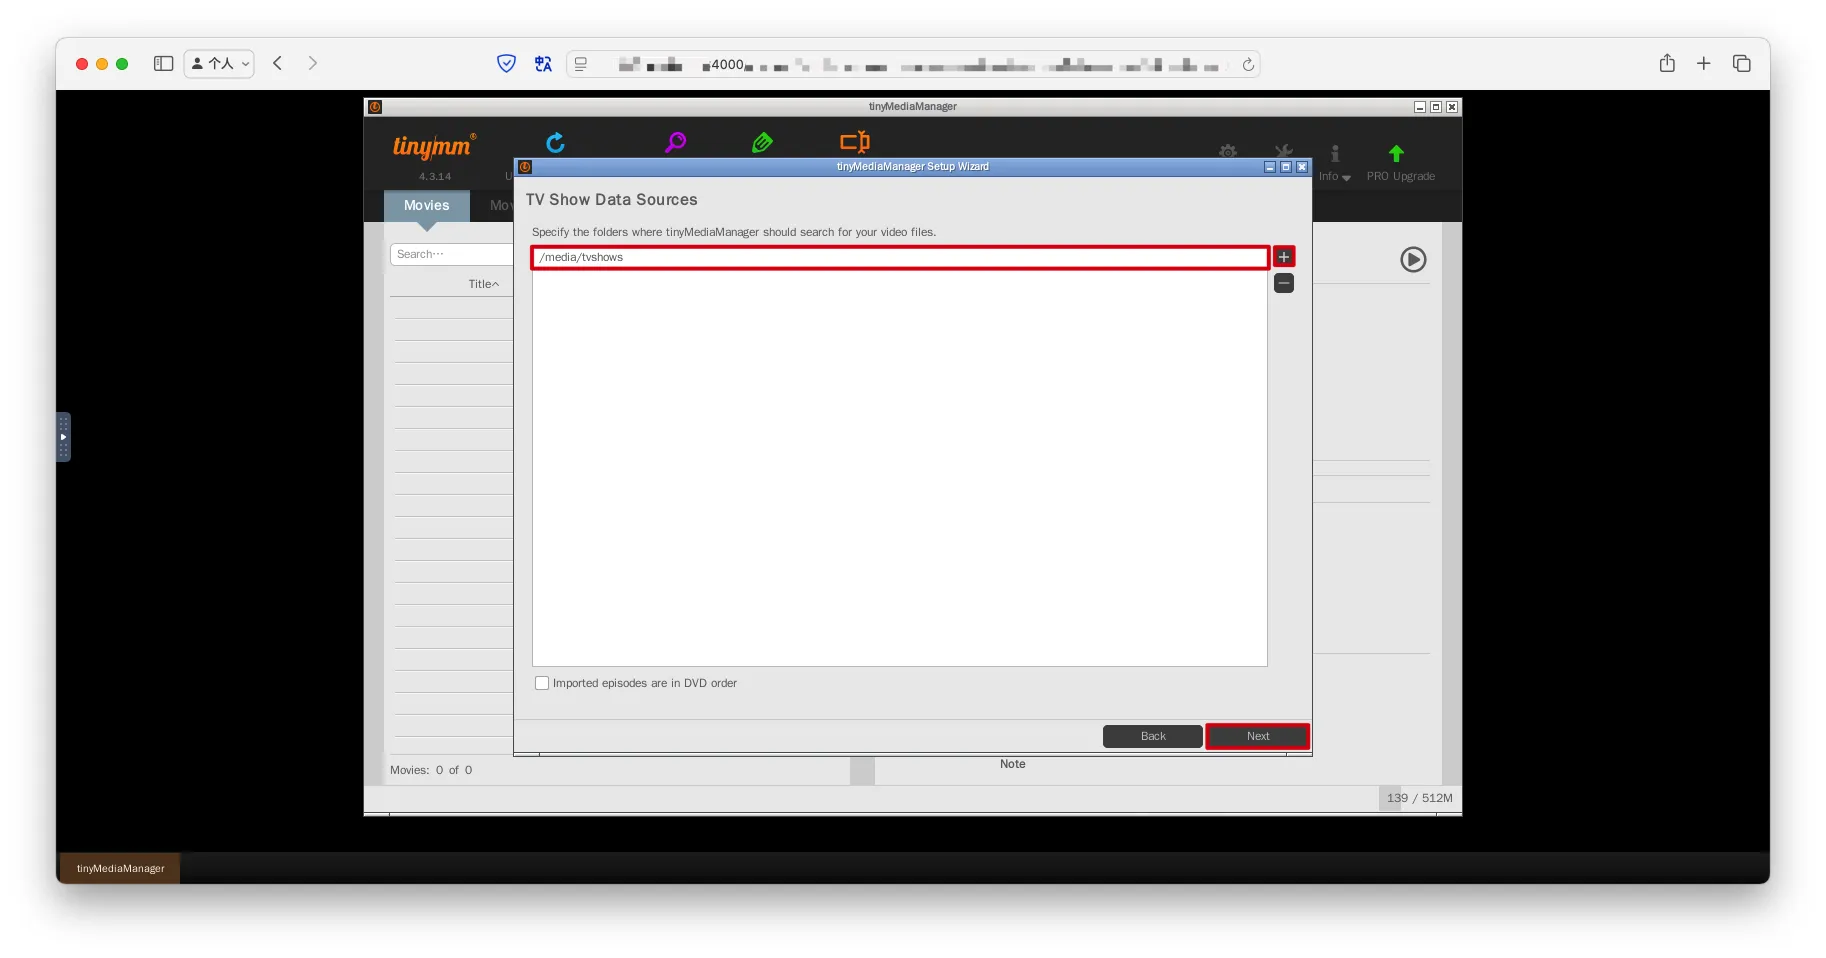 个人
4000
tinyMediaManager
tinymm®
4.3.14
U
Info
PRO Upgrade
tinyMediaManager Setup Wizard
Movies
Mov
TV Show Data Sources
Specify the folders where tinyMediaManager should search for your video files.
Search···
/media/tvshows
Title
Imported episodes are in DVD order
Back
Next
Movies: 0 of 0
Note
139 / 512M
tinyMediaManager